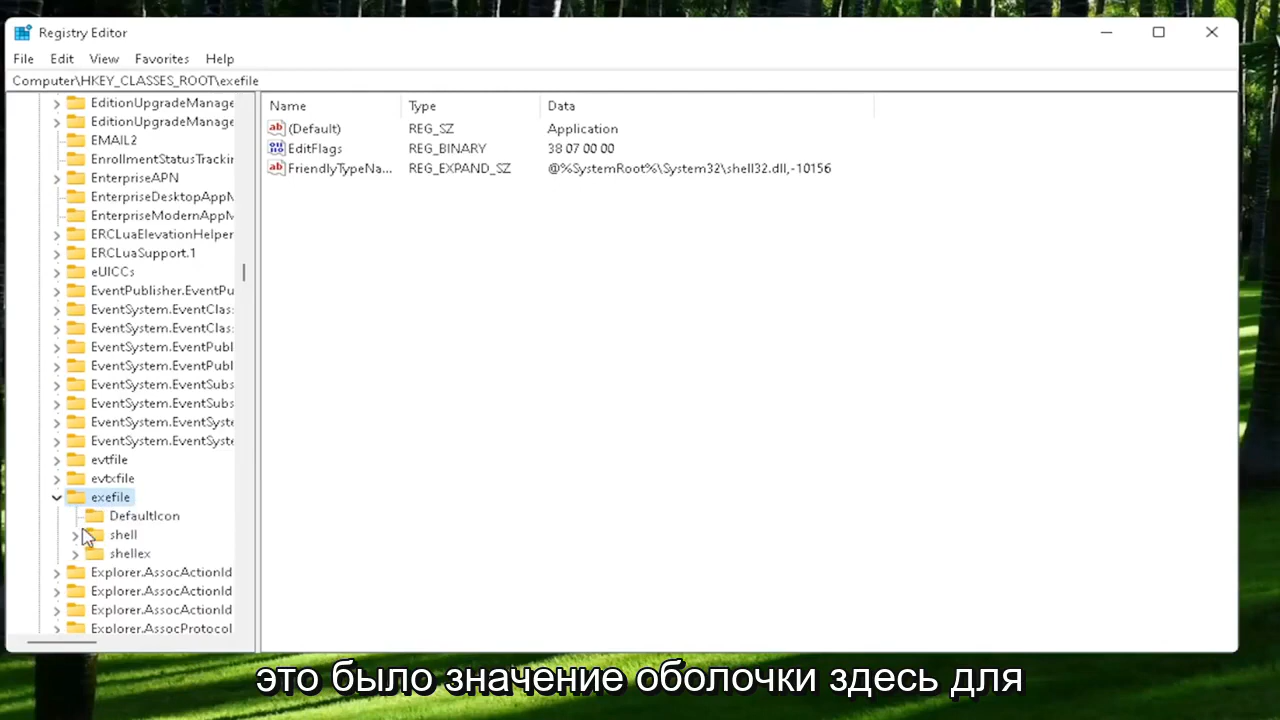 Registry Editor
File Edit View Favorites Help
Computer\HKEY_CLASSES_ROOT\exefile
EditionUpgradeManage
EditionUpgradeManage
EMAIL2
EnrollmentStatusTrackin
EnterpriseAPN
EnterpriseDesktopAppM
EnterpriseModernAppM
ERCLuaElevationHelper
ERCLuaSupport.1
eUICCs
EventPublisher.EventPu
EventSystem.EventClas
EventSystem.EventClas
EventSystem.EventPubl
EventSystem.EventPubl
EventSystem.EventSubs
EventSystem.EventSubs
EventSystem.EventSyste
EventSystem.EventSyste
evtfile
evtxfile
exefile
DefaultIcon
shell
shellex
Explorer.AssocActionId
Explorer.AssocActionId
Explorer.AssocActionId
Explorer.AssocProtocol
Name Type Data
(Default) REG_SZ Application
EditFlags REG_BINARY 38 07 00 00
FriendlyTypeNa... REG_EXPAND_SZ @%SystemRoot%\System32\shell32.dll,-10156
это было значение оболочки здесь для